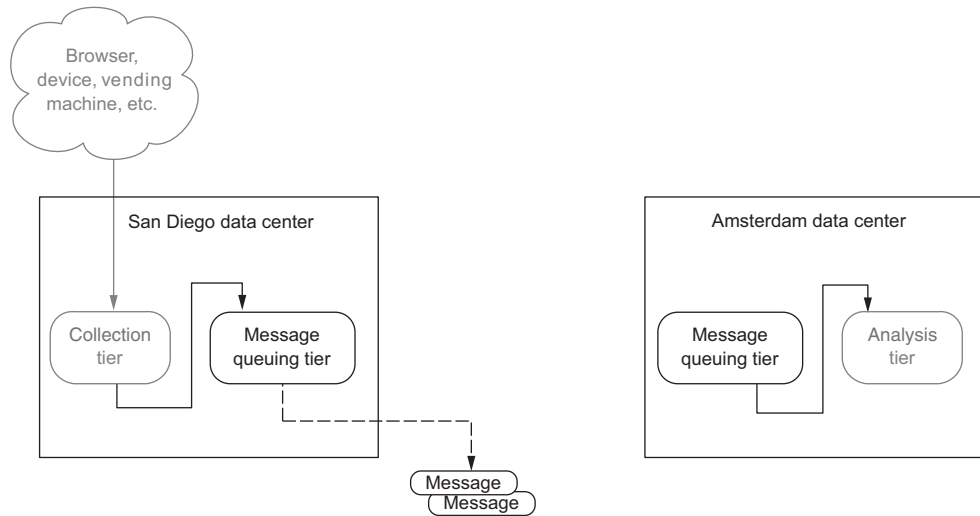 Browser,
device, vending
machine, etc.
San Diego data center
Amsterdam data center
Collection
tier
Message
queuing tier
Message
queuing tier
Analysis
tier
Message
Message